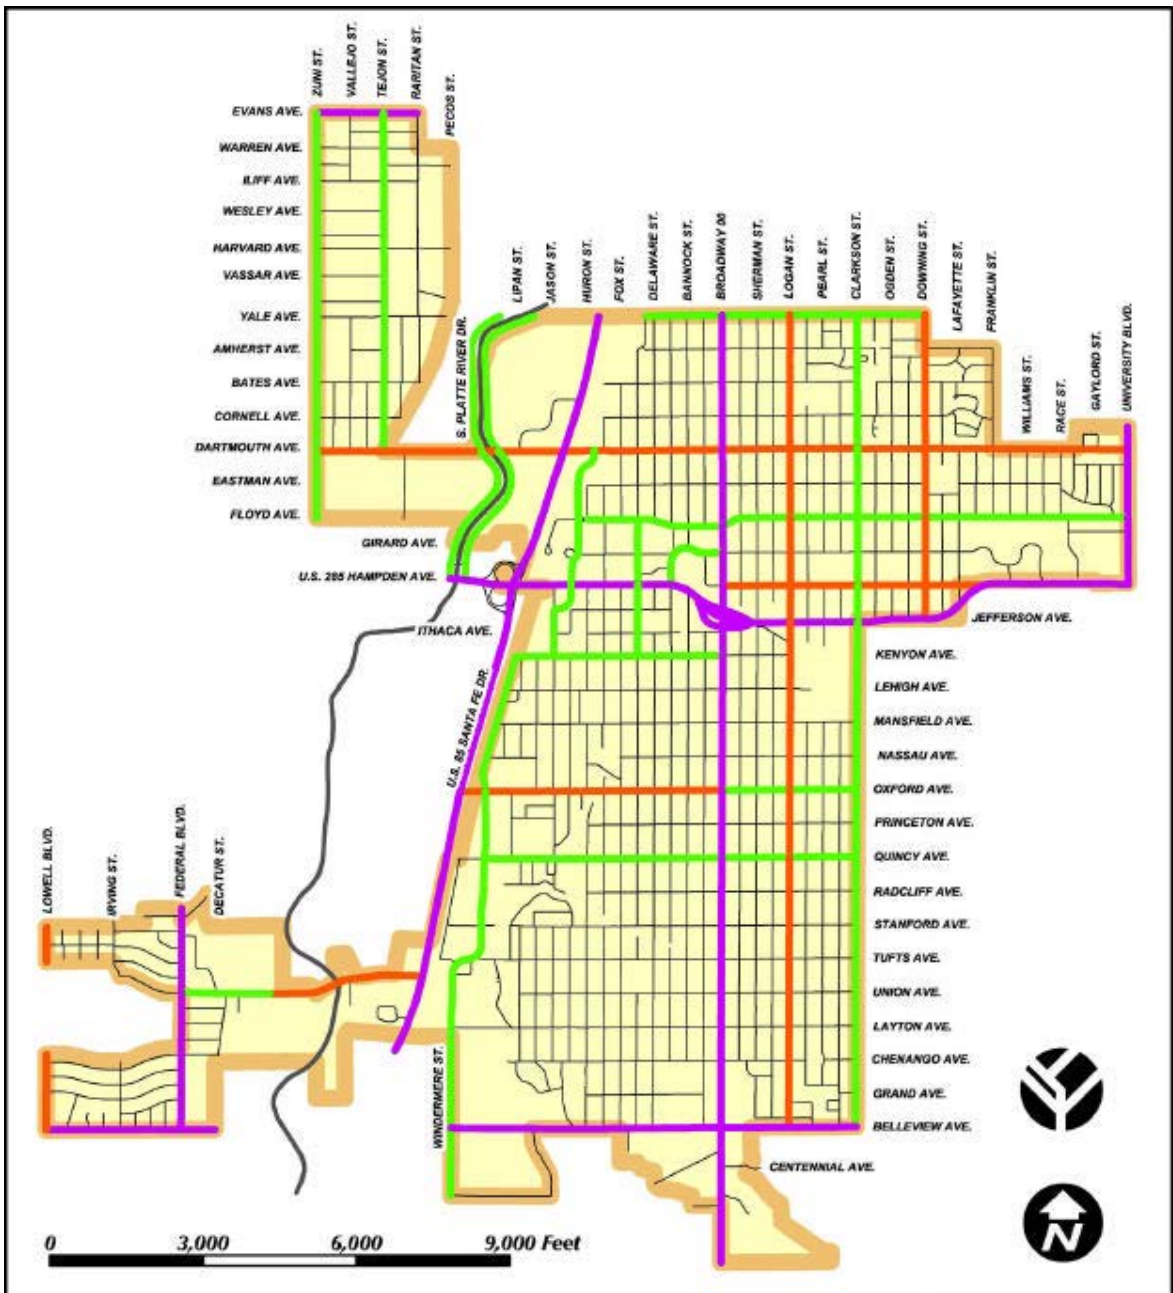 ZUNI ST.
VALLEJO ST.
TEJON ST.
RARITAN ST.
PECOS ST.
EVANS AVE.
WARREN AVE.
ILIFF AVE.
WESLEY AVE.
HARVARD AVE.
VASSAR AVE.
YALE AVE.
AMHERST AVE.
BATES AVE.
CORNELL AVE.
DARTMOUTH AVE.
EASTMAN AVE.
FLOYD AVE.
GIRARD AVE.
U.S. 285 HAMPDEN AVE.
ITHACA AVE.
S. PLATTE RIVER DR.
LIPAN ST.
JASON ST.
HURON ST.
FOX ST.
DELAWARE ST.
BANNOCK ST.
BROADWAY 00
SHERMAN ST.
LOGAN ST.
PEARL ST.
CLARKSON ST.
OGDEN ST.
DOWNING ST.
LAFAYETTE ST.
FRANKLIN ST.
WILLIAMS ST.
RACE ST.
GAYLORD ST.
UNIVERSITY BLVD.
JEFFERSON AVE.
KENYON AVE.
LEHIGH AVE.
MANSFIELD AVE.
NASSAU AVE.
OXFORD AVE.
PRINCETON AVE.
QUINCY AVE.
RADCLIFF AVE.
STANFORD AVE.
TUFTS AVE.
UNION AVE.
LAYTON AVE.
CHENANGO AVE.
GRAND AVE.
BELLEVIEW AVE.
CENTENNIAL AVE.
U.S. 85 SANTA FE DR.
LOWELL BLVD.
IRVING ST.
FEDERAL BLVD.
DECATUR ST.
WINDERMERE ST.
0 3,000 6,000 9,000 Feet
N